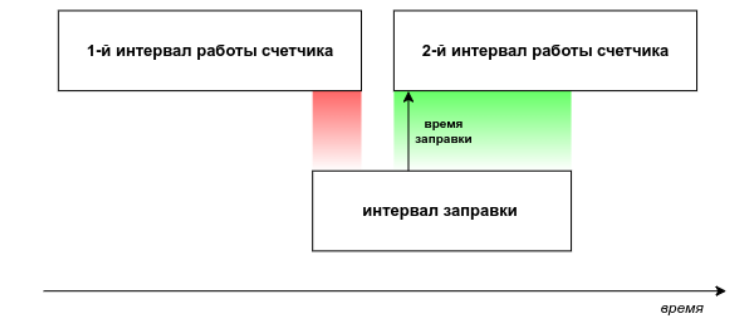 1-й интервал работы счетчика
2-й интервал работы счетчика
время
заправки
интервал заправки
время